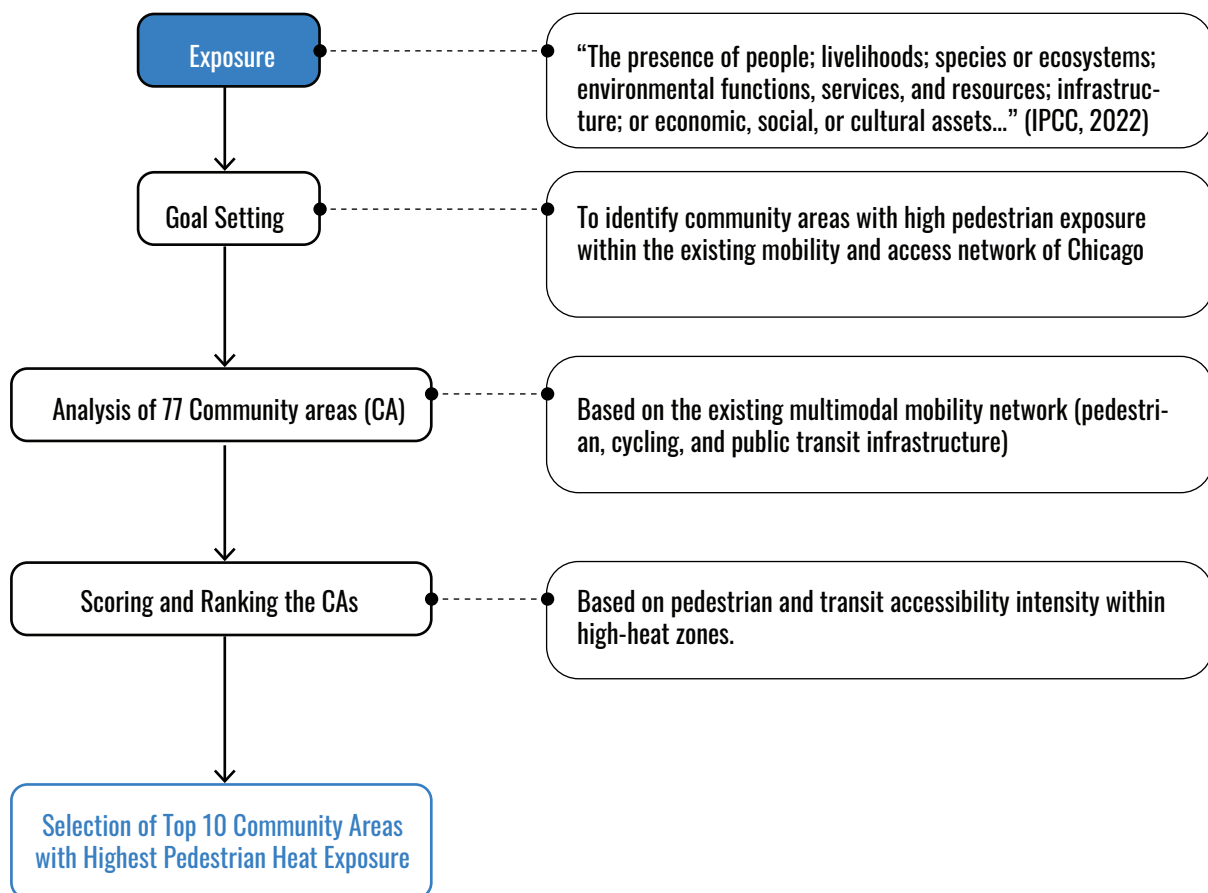 Exposure
“The presence of people; livelihoods; species or ecosystems;
environmental functions, services, and resources; infrastruc-
ture; or economic, social, or cultural assets...” (IPCC, 2022)
Goal Setting
To identify community areas with high pedestrian exposure
within the existing mobility and access network of Chicago
Analysis of 77 Community areas (CA)
Based on the existing multimodal mobility network (pedestri-
an, cycling, and public transit infrastructure)
Scoring and Ranking the CAs
Based on pedestrian and transit accessibility intensity within
high-heat zones.
Selection of Top 10 Community Areas
with Highest Pedestrian Heat Exposure